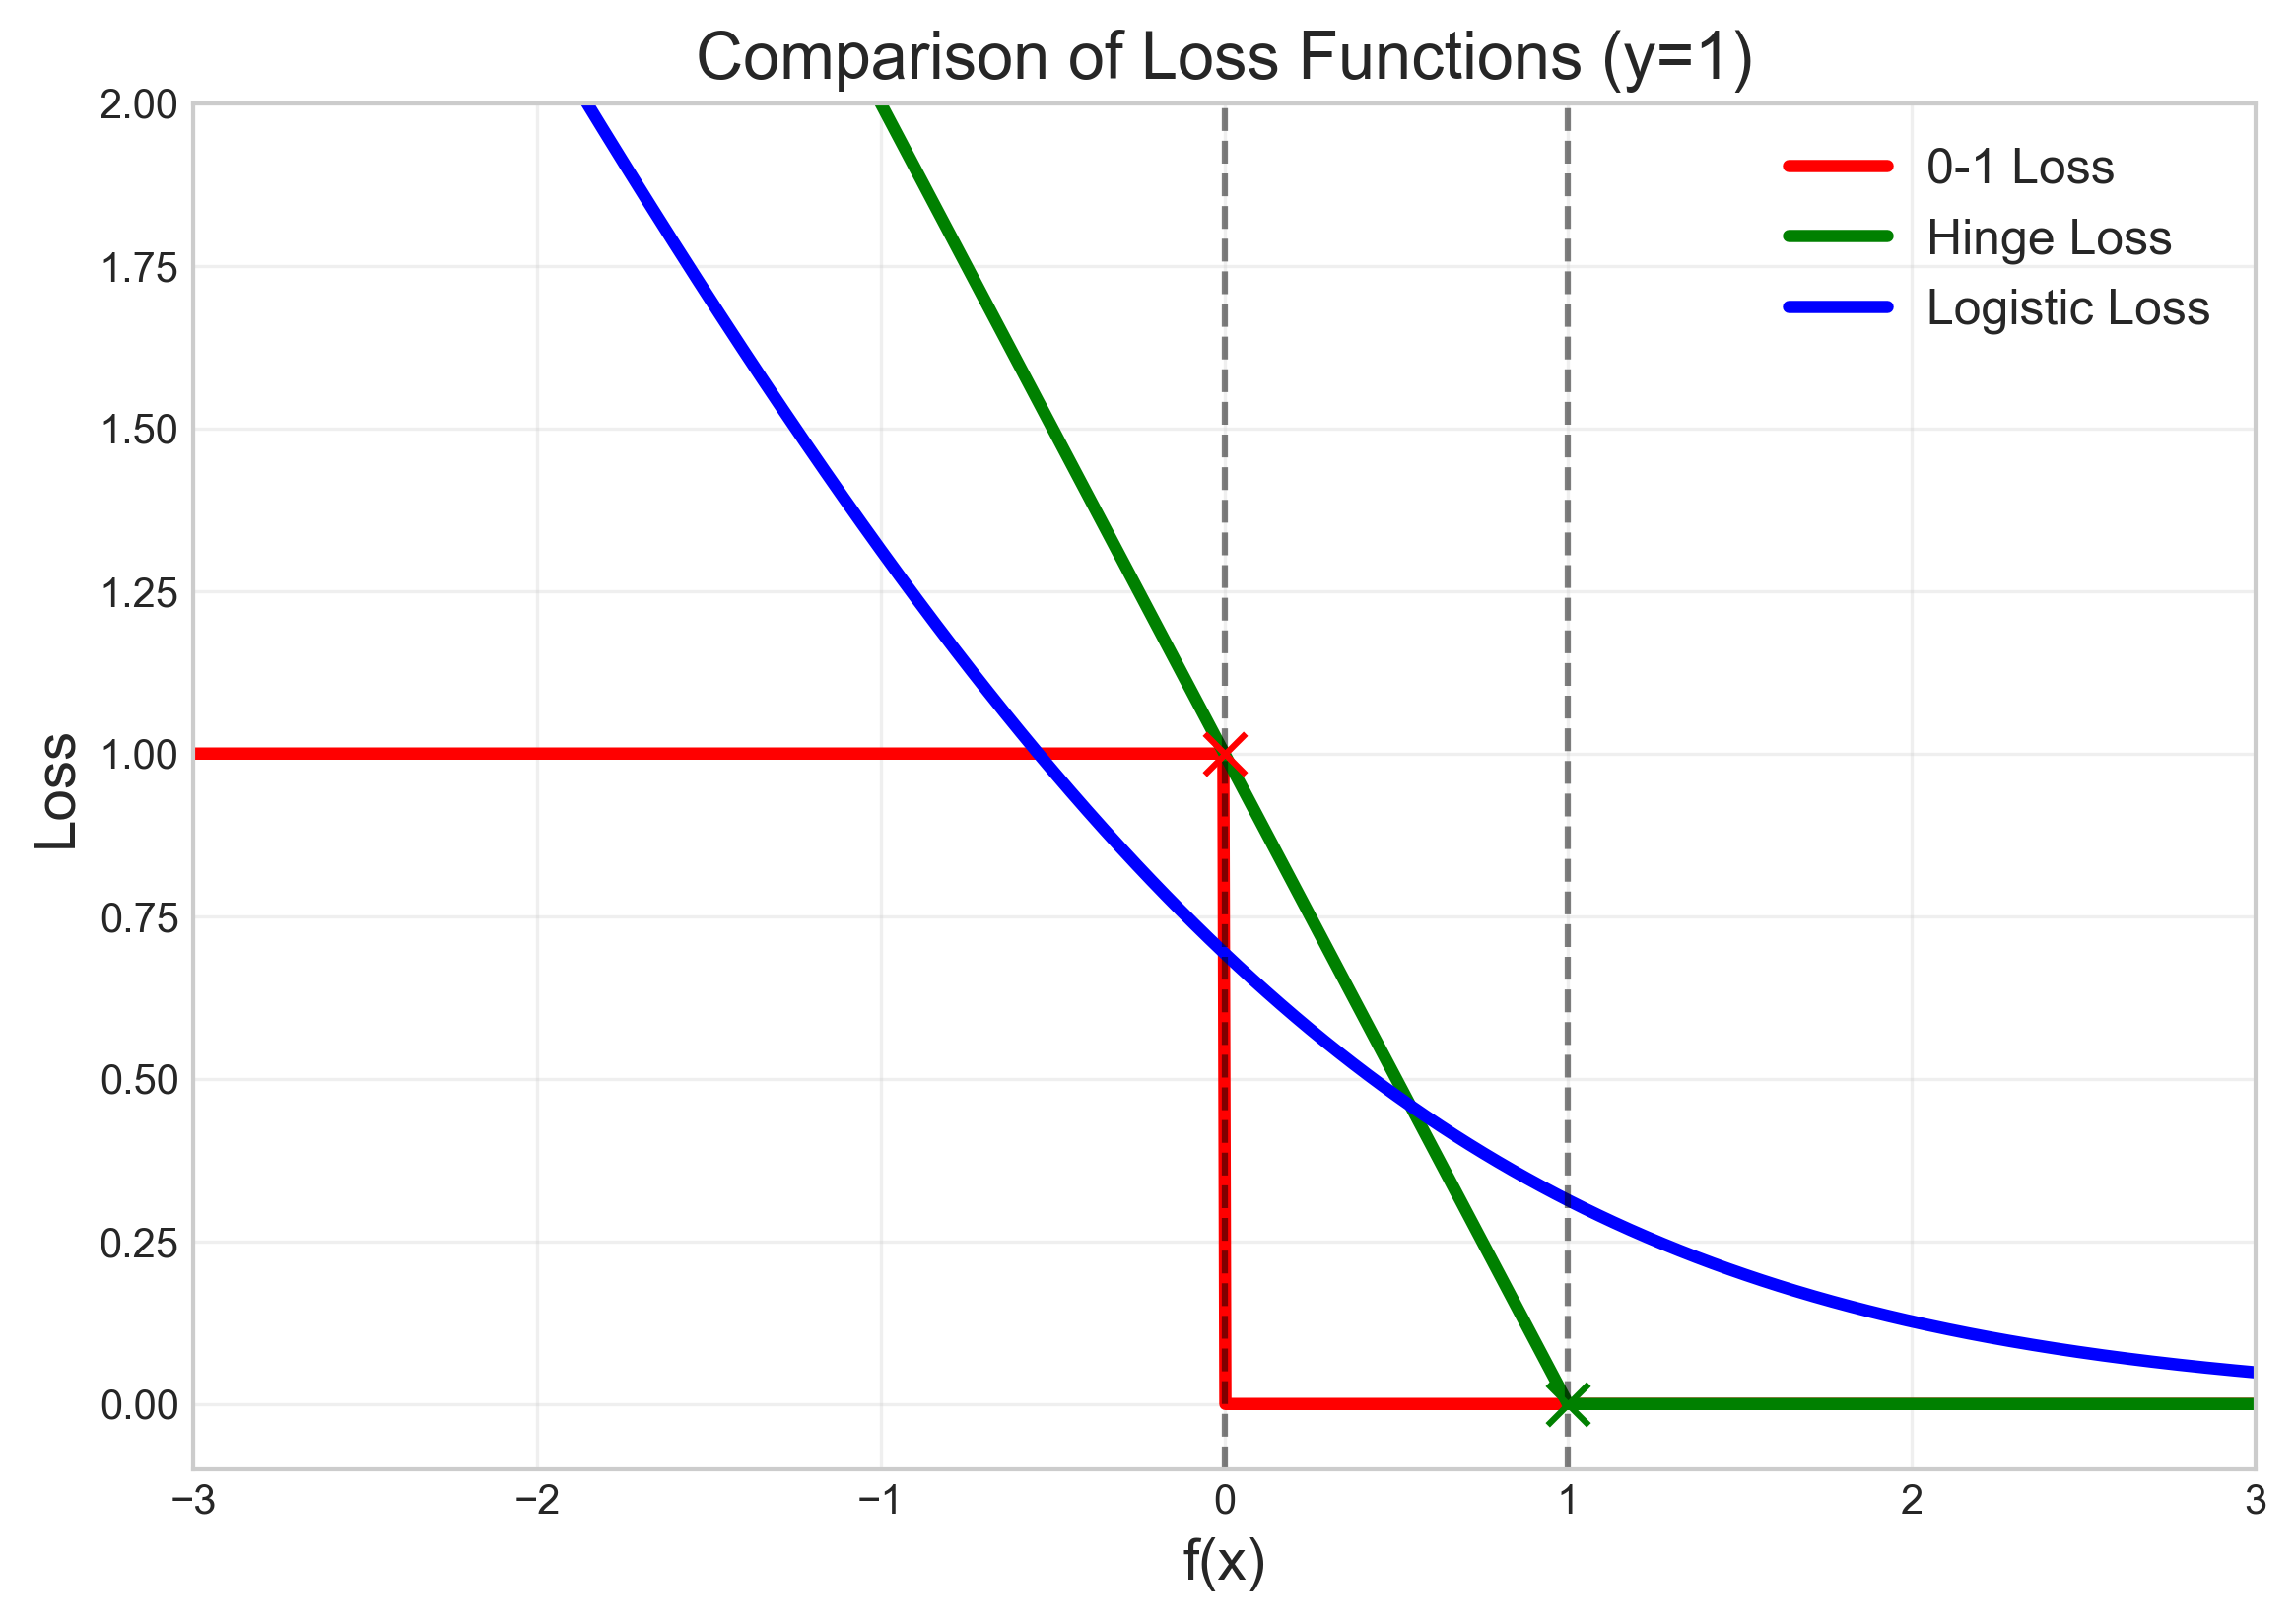 Comparison of Loss Functions (y=1)
2.00
1.75
1.50
1.25
1.00
0.75
0.50
0.25
0.00
Loss
0-1 Loss
Hinge Loss
Logistic Loss
−3 −2 −1 0 1 2 3
f(x)